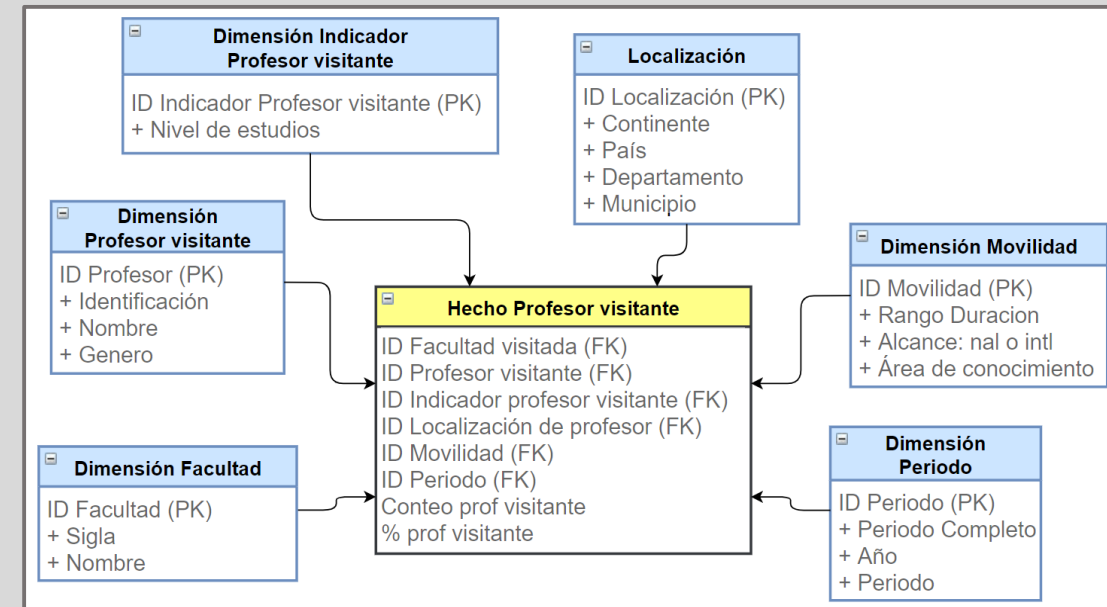 Dimensión Indicador
Profesor visitante
ID Indicador Profesor visitante (PK)
+ Nivel de estudios
Localización
ID Localización (PK)
+ Continente
+ País
+ Departamento
+ Municipio
Dimensión
Profesor visitante
ID Profesor (PK)
+ Identificación
+ Nombre
+ Genero
Hecho Profesor visitante
ID Facultad visitada (FK)
ID Profesor visitante (FK)
ID Indicador profesor visitante (FK)
ID Localización de profesor (FK)
ID Movilidad (FK)
ID Periodo (FK)
Conteo prof visitante
% prof visitante
Dimensión Movilidad
ID Movilidad (PK)
+ Rango Duracion
+ Alcance: nal o intl
+ Área de conocimiento
Dimensión Facultad
ID Facultad (PK)
+ Sigla
+ Nombre
Dimensión
Periodo
ID Periodo (PK)
+ Periodo Completo
+ Año
+ Periodo